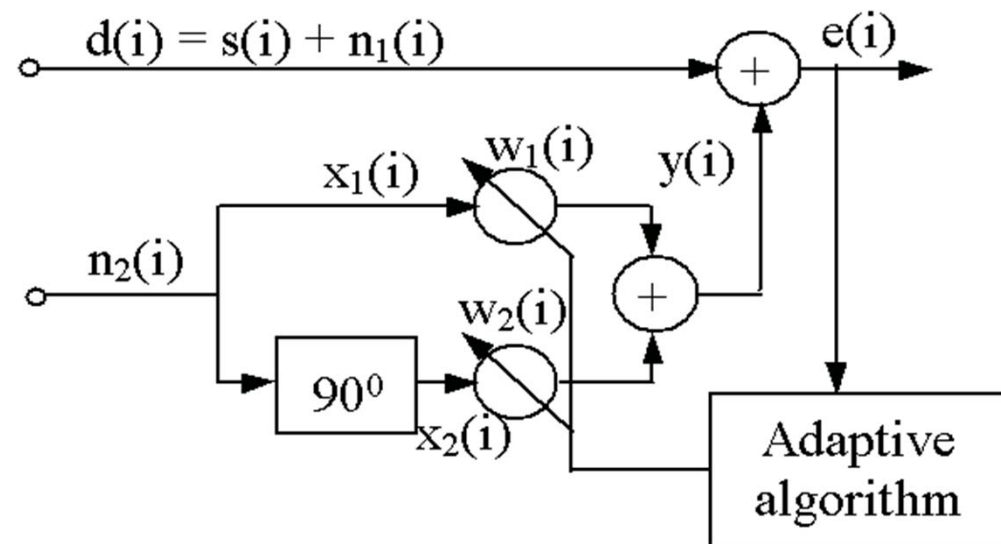 d(i) = s(i) + n₁(i)
e(i)
+
w₁(i)
x₁(i)
y(i)
n₂(i)
+
w₂(i)
90⁰
x₂(i)
Adaptive
algorithm